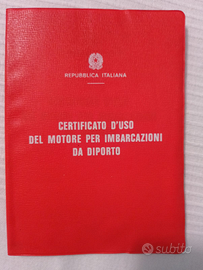 REPUBBLICA ITALIANA
CERTIFICATO D'USO
DEL MOTORE PER IMBARCAZIONI
DA DIPORTO
subito